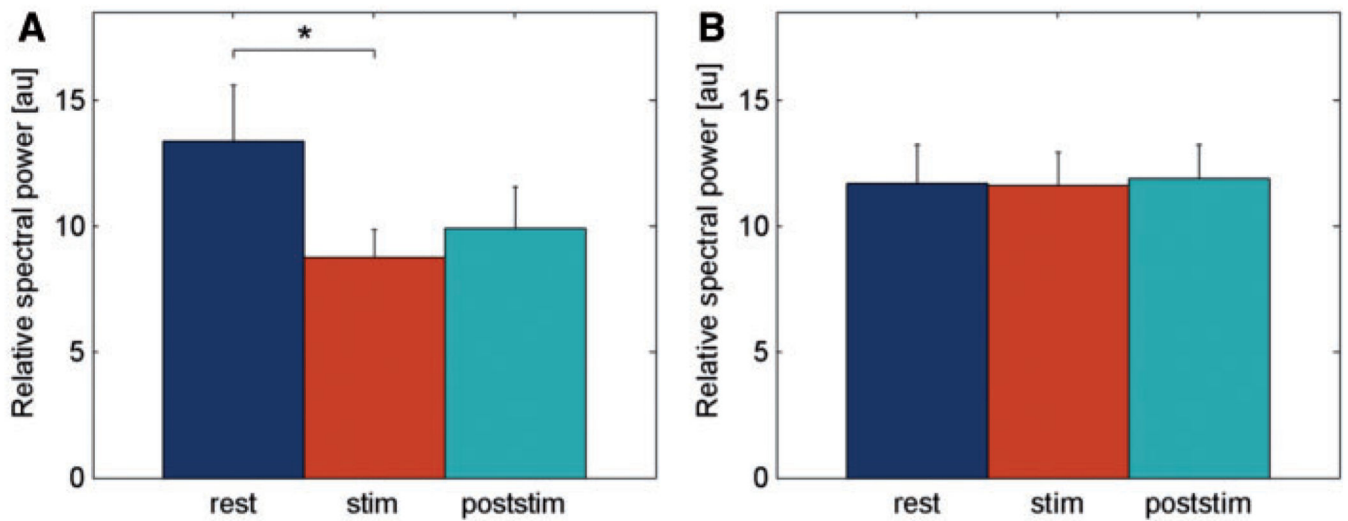 A
Relative spectral power [au]
15
10
5
0
*
rest
stim
poststim
B
Relative spectral power [au]
15
10
5
0
rest
stim
poststim